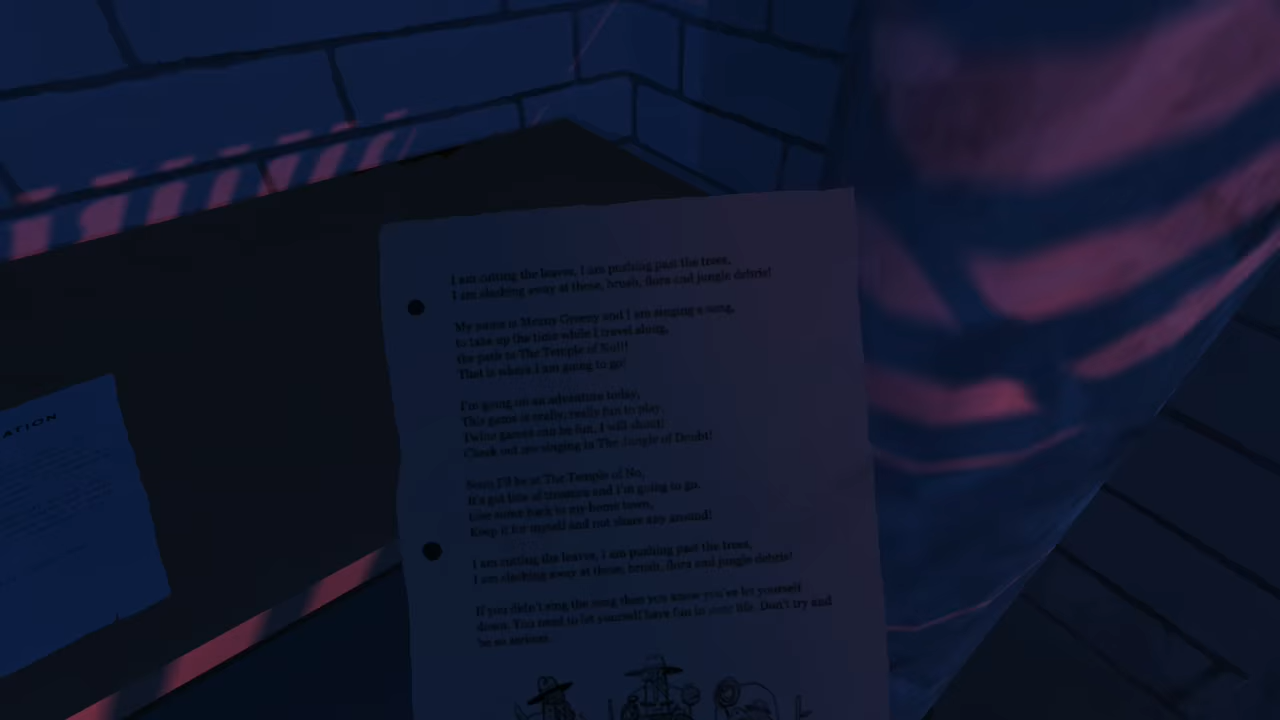 I am cutting the leaves, I am pushing past the trees,
I am slashing away at these, brush, flora and jungle debris!
My name is Meany Greeny and I am singing a song,
to take up the time while I travel along,
the path to The Temple of No!!!
That is where I am going to go!
I'm going on an adventure today,
This game is really, really fun to play.
Twine games can be fun, I will shout!
Check out me singing in The Jungle of Doubt!
Soon I'll be at The Temple of No,
It's got lots of treasure and I'm going to go.
take some back to my home town,
Keep it for myself and not share any around!
I am cutting the leaves, I am pushing past the trees,
I am slashing away at these, brush, flora and jungle debris!
If you didn't sing the song then you know you've let yourself
down. You need to let yourself have fun in your life. Don't try and
be so serious.
ATION